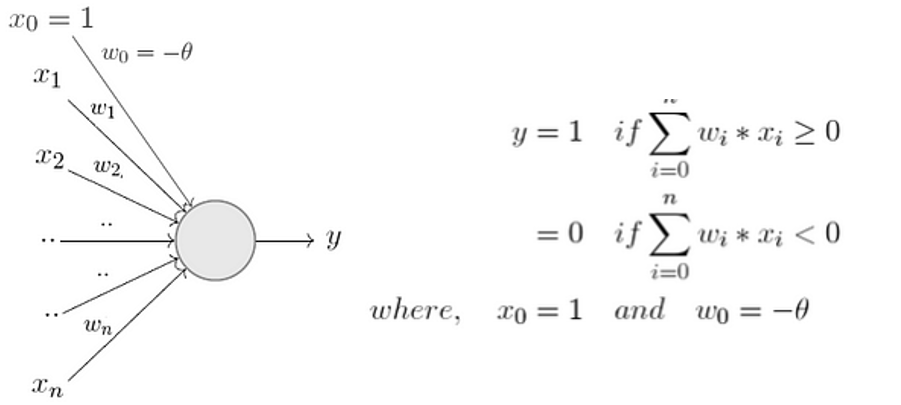 x₀ = 1
w₀ = −θ
x₁
w₁
x₂
w₂
..
..
y
..
..
wₙ
xₙ
n
y = 1 if ∑ wᵢ * xᵢ ≥ 0
i=0
n
= 0 if ∑ wᵢ * xᵢ < 0
i=0
where, x₀ = 1 and w₀ = −θ